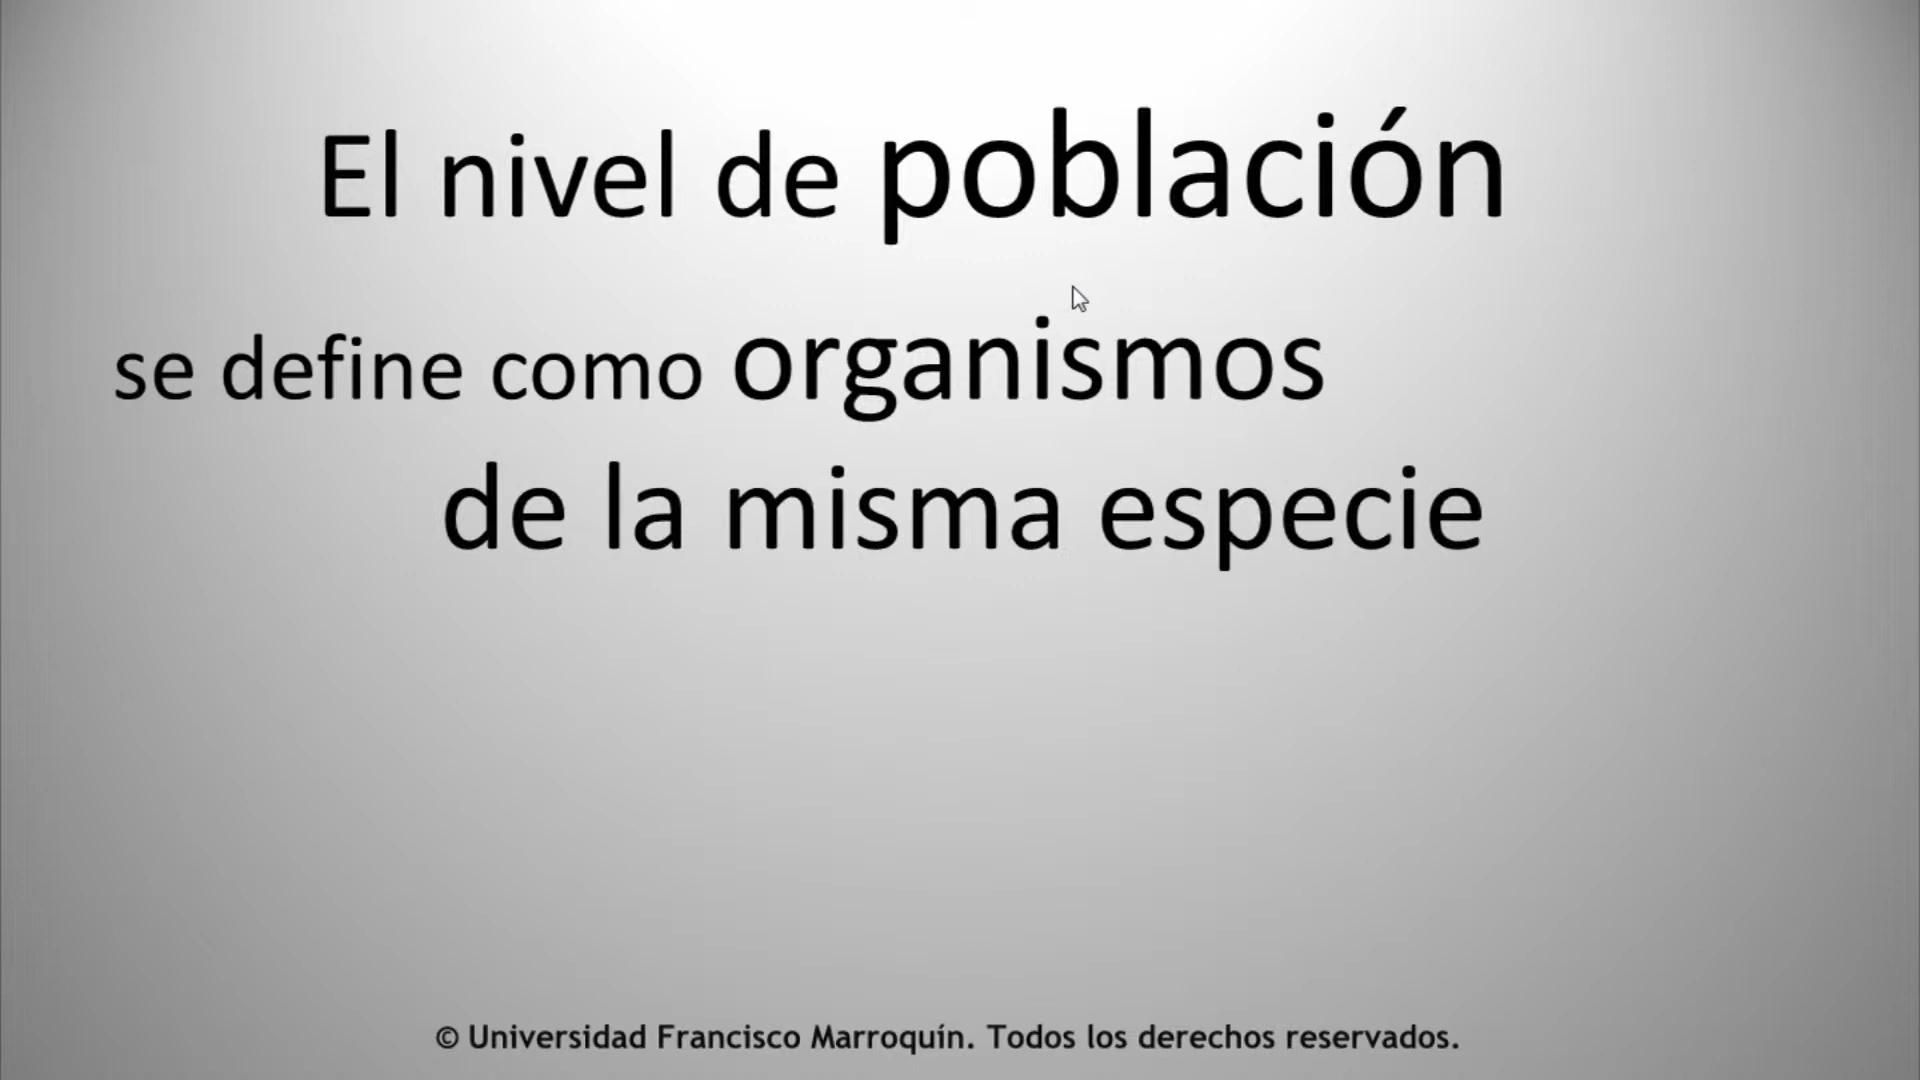 El nivel de población
se define como organismos
de la misma especie
© Universidad Francisco Marroquín. Todos los derechos reservados.